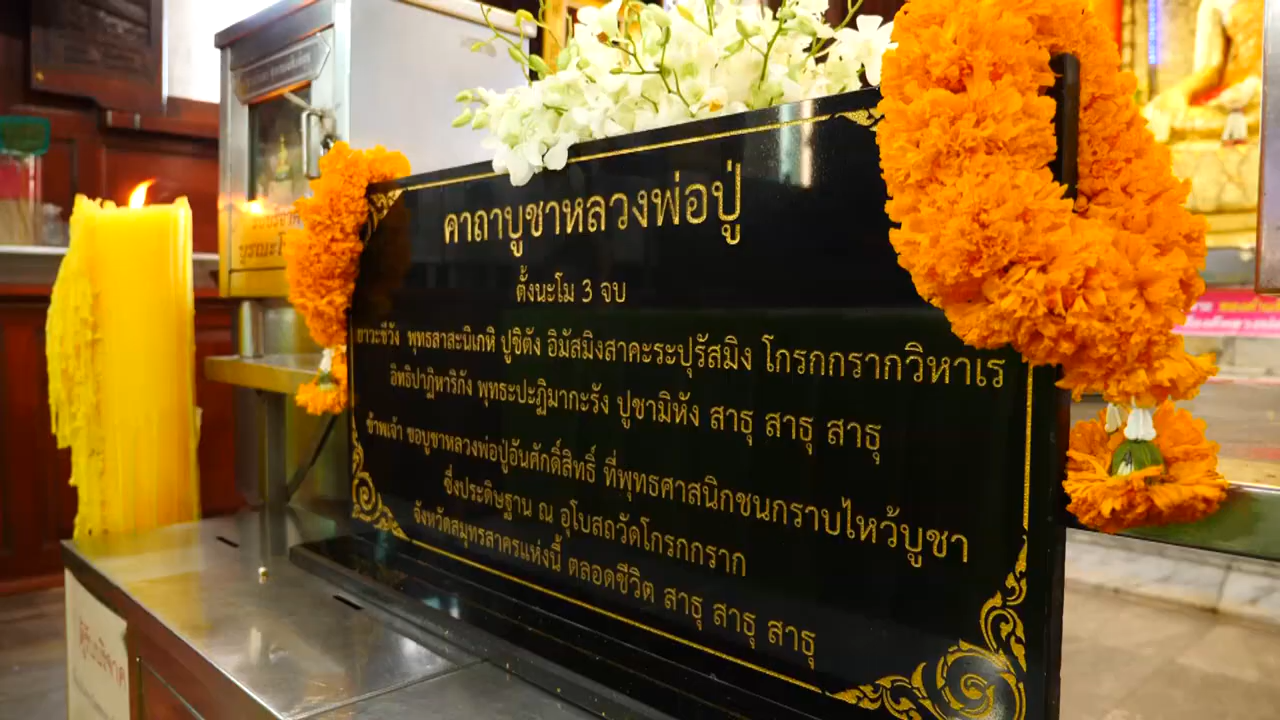 คาถาบูชาหลวงพ่อปู่
ตั้งนะโม 3 จบ
ยาวะชีวัง พุทธสาสะนิเกหิ ปูชิตัง อิมัสมิงสาคะระปุรัสมิง โกรกกรากวิหาเร
อิทธิปาฏิหาริกัง พุทธะปะฏิมากะรัง ปูชามิหัง สาธุ สาธุ สาธุ
ข้าพเจ้า ขอบูชาหลวงพ่อปู่อันศักดิ์สิทธิ์ ที่พุทธศาสนิกชนกราบไหว้บูชา
ซึ่งประดิษฐาน ณ อุโบสถวัดโกรกกราก
จังหวัดสมุทรสาครแห่งนี้ ตลอดชีวิต สาธุ สาธุ สาธุ